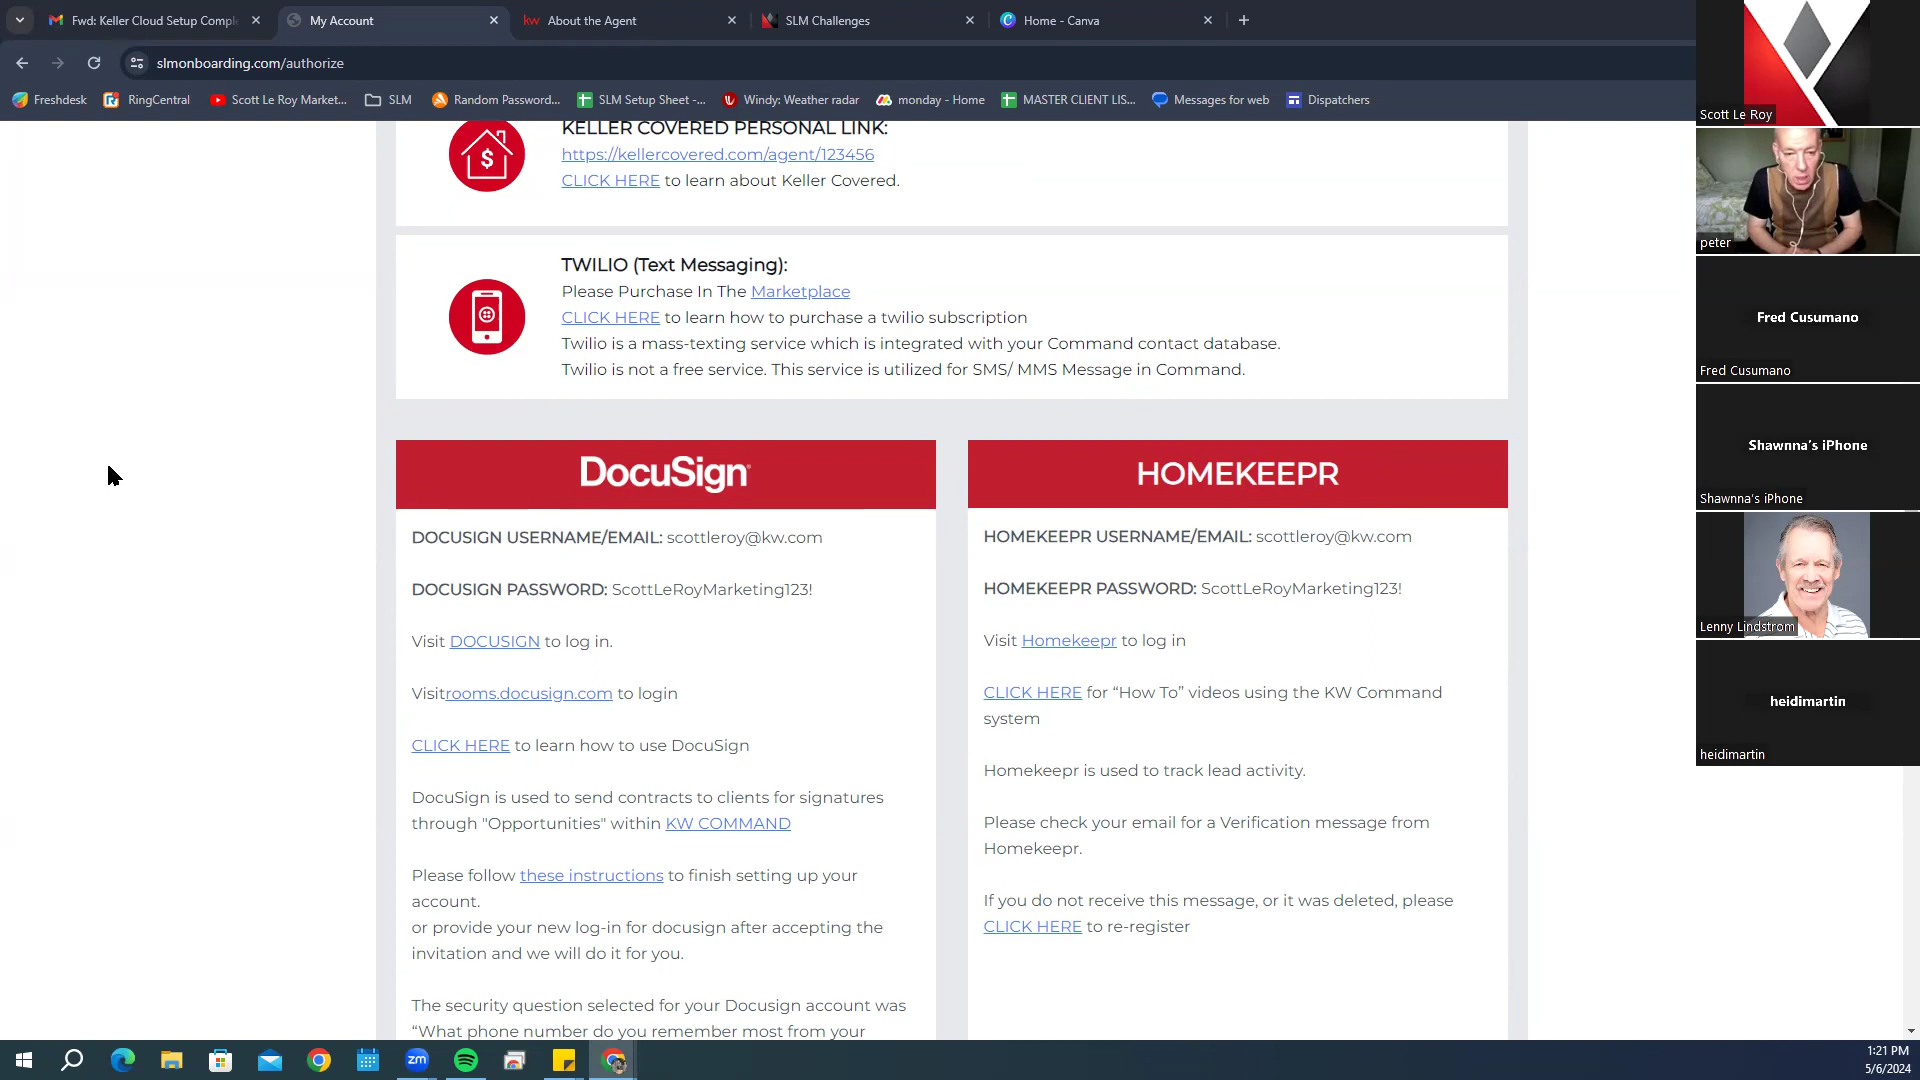 Fwd: Keller Cloud Setup Compl
My Account
kw About the Agent
SLM Challenges
C Home - Canva
slmonboarding.com/authorize
Freshdesk
RingCentral
Scott Le Roy Market...
SLM
Random Password...
SLM Setup Sheet -...
Windy: Weather radar
monday - Home
MASTER CLIENT LIS...
Messages for web
Dispatchers
KELLER COVERED PERSONAL LINK:
https://kellercovered.com/agent/123456
CLICK HERE to learn about Keller Covered.
TWILIO (Text Messaging):
Please Purchase In The Marketplace
CLICK HERE to learn how to purchase a twilio subscription
Twilio is a mass-texting service which is integrated with your Command contact database.
Twilio is not a free service. This service is utilized for SMS/ MMS Message in Command.
DocuSign
DOCUSIGN USERNAME/EMAIL: scottleroy@kw.com
DOCUSIGN PASSWORD: ScottLeRoyMarketing123!
Visit DOCUSIGN to log in.
Visitrooms.docusign.com to login
CLICK HERE to learn how to use DocuSign
DocuSign is used to send contracts to clients for signatures
through "Opportunities" within KW COMMAND
Please follow these instructions to finish setting up your
account.
or provide your new log-in for docusign after accepting the
invitation and we will do it for you.
The security question selected for your Docusign account was
“What phone number do you remember most from your
HOMEKEEPR
HOMEKEEPR USERNAME/EMAIL: scottleroy@kw.com
HOMEKEEPR PASSWORD: ScottLeRoyMarketing123!
Visit Homekeepr to log in
CLICK HERE for “How To” videos using the KW Command
system
Homekeepr is used to track lead activity.
Please check your email for a Verification message from
Homekeepr.
If you do not receive this message, or it was deleted, please
CLICK HERE to re-register
Scott Le Roy
peter
Fred Cusumano
Fred Cusumano
Shawnna's iPhone
Shawnna's iPhone
Lenny Lindstrom
heidimartin
heidimartin
zm
1:21 PM
5/6/2024